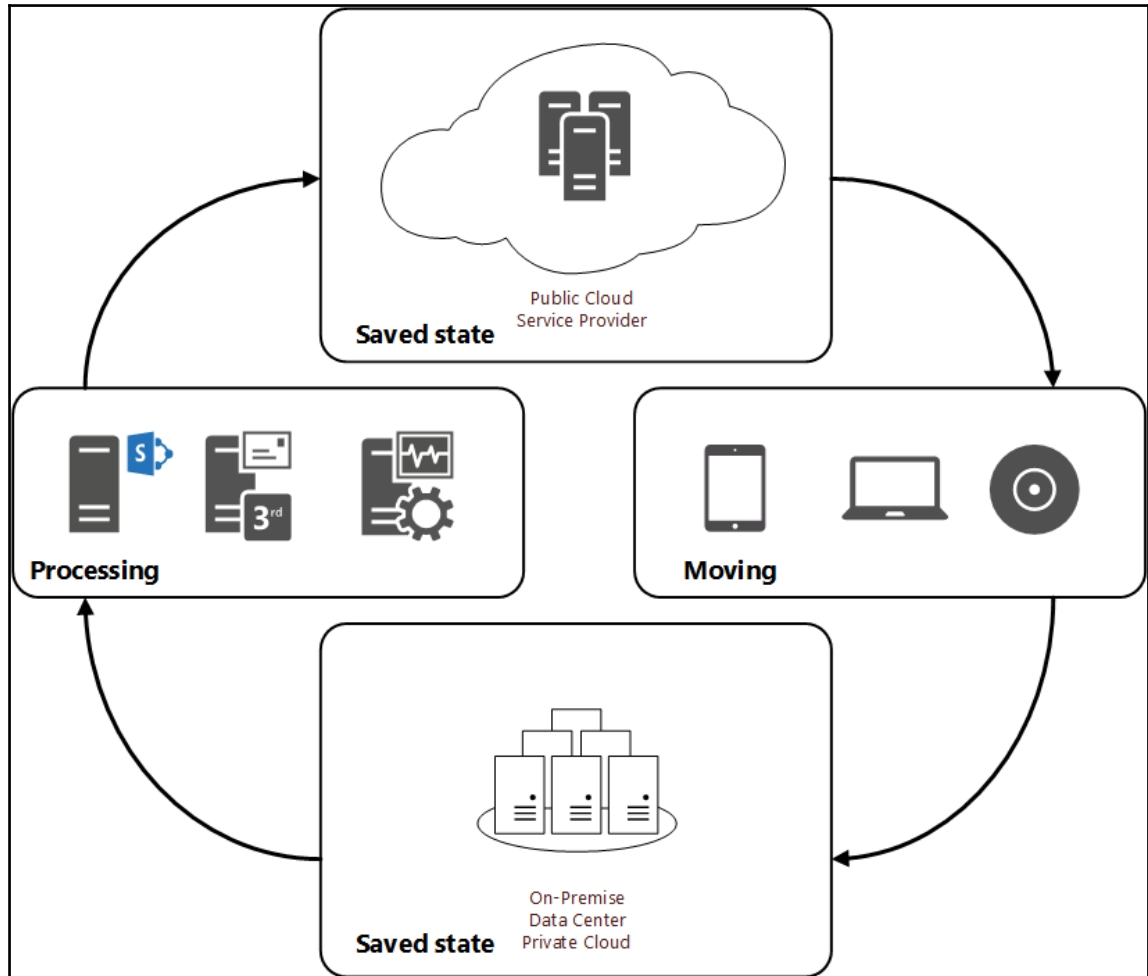 Public Cloud
Service Provider
Saved state
S
3rd
Processing
Moving
On-Premise
Data Center
Private Cloud
Saved state